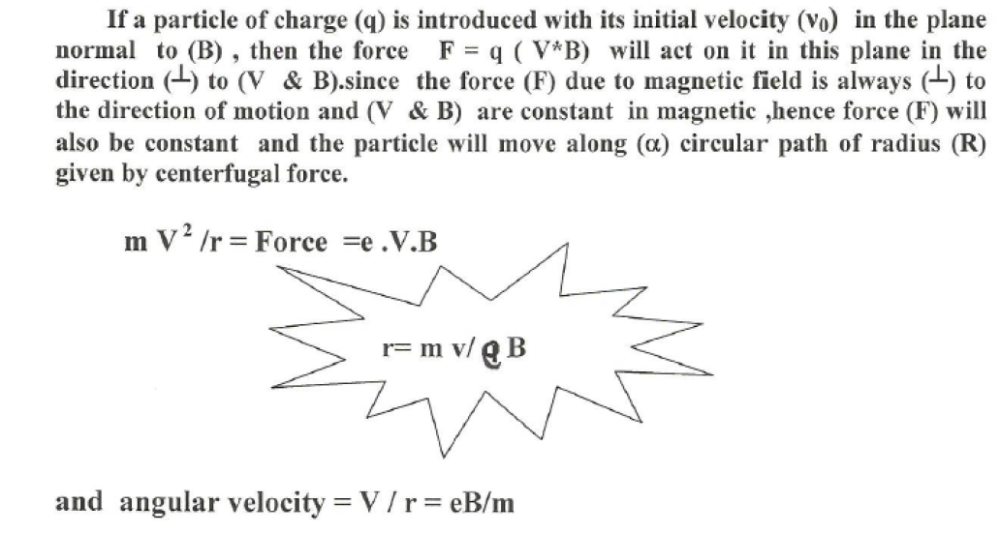 If a particle of charge (q) is introduced with its initial velocity (v₀) in the plane
normal to (B) , then the force F = q ( V*B) will act on it in this plane in the
direction (⊥) to (V & B).since the force (F) due to magnetic field is always (⊥) to
the direction of motion and (V & B) are constant in magnetic ,hence force (F) will
also be constant and the particle will move along (α) circular path of radius (R)
given by centerfugal force.
m V² /r = Force =e .V.B
r= m v/ Q B
and angular velocity = V / r = eB/m